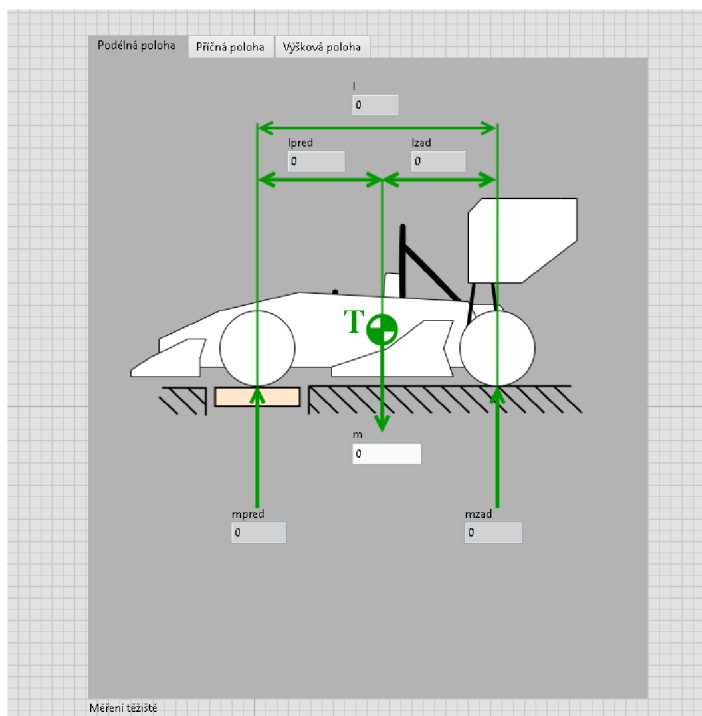 Podélná poloha
Příčná poloha
Výšková poloha
l
0
lpred
lzad
0
0
T
m
0
mpred
mzad
0
0
Měření těžiště